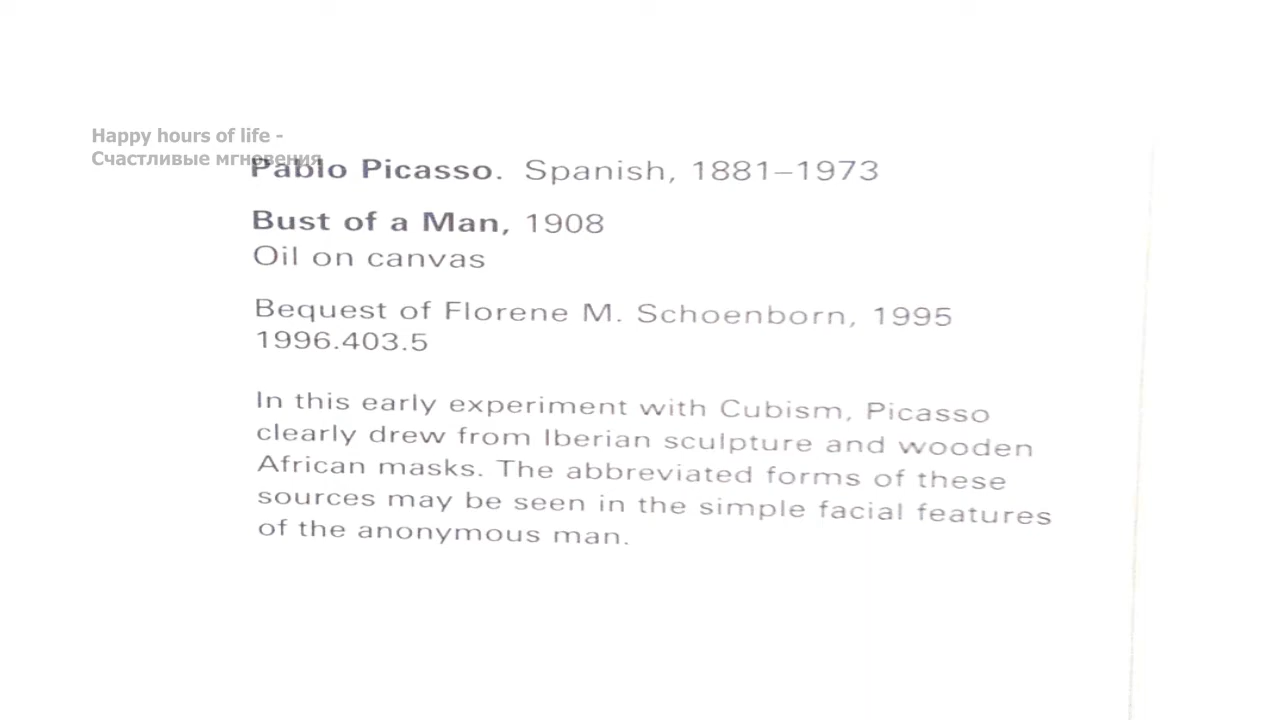 Happy hours of life -
Счастливые мгновения
Pablo Picasso. Spanish, 1881–1973
Bust of a Man, 1908
Oil on canvas
Bequest of Florene M. Schoenborn, 1995
1996.403.5
In this early experiment with Cubism, Picasso
clearly drew from Iberian sculpture and wooden
African masks. The abbreviated forms of these
sources may be seen in the simple facial features
of the anonymous man.